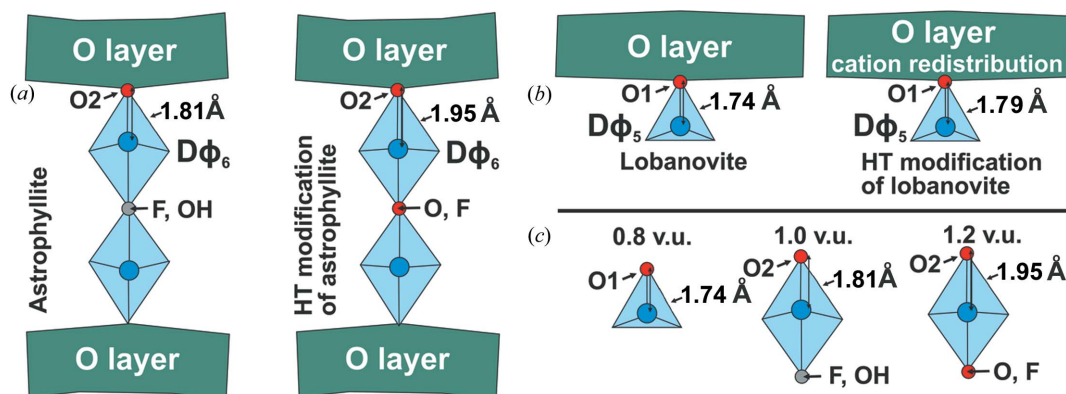 (a)
O layer
O2
1.81 Å
Dϕ6
F, OH
Astrophyllite
O layer
O layer
O2
1.95 Å
Dϕ6
O, F
HT modification
of astrophyllite
O layer
(b)
O layer
O1
1.74 Å
Dϕ5
Lobanovite
O layer
cation redistribution
O1
1.79 Å
Dϕ5
HT modification
of lobanovite
(c)
0.8 v.u.
O1
1.74 Å
1.0 v.u.
O2
1.81 Å
F, OH
1.2 v.u.
O2
1.95 Å
O, F